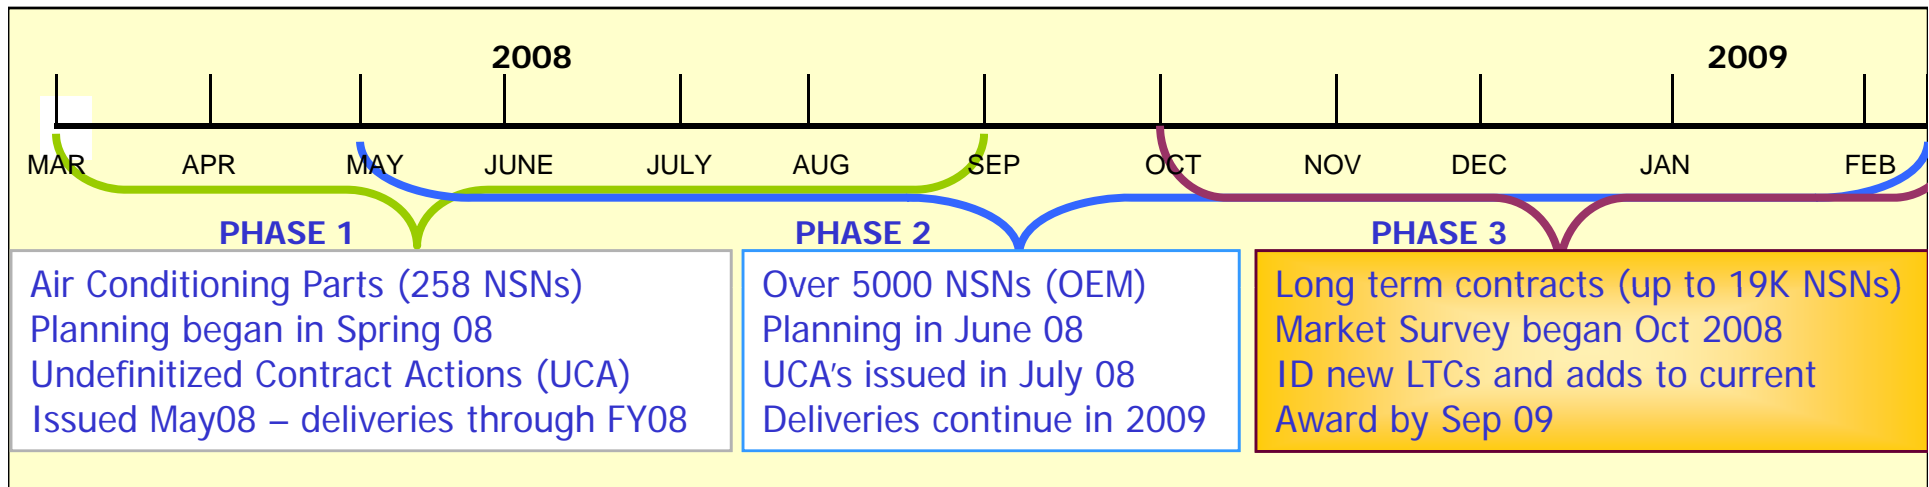 2008 2009
MAR APR MAY JUNE JULY AUG SEP OCT NOV DEC JAN FEB
PHASE 1 PHASE 2 PHASE 3
Air Conditioning Parts (258 NSNs)
Planning began in Spring 08
Undefinitized Contract Actions (UCA)
Issued May08 – deliveries through FY08
Over 5000 NSNs (OEM)
Planning in June 08
UCA's issued in July 08
Deliveries continue in 2009
Long term contracts (up to 19K NSNs)
Market Survey began Oct 2008
ID new LTCs and adds to current
Award by Sep 09